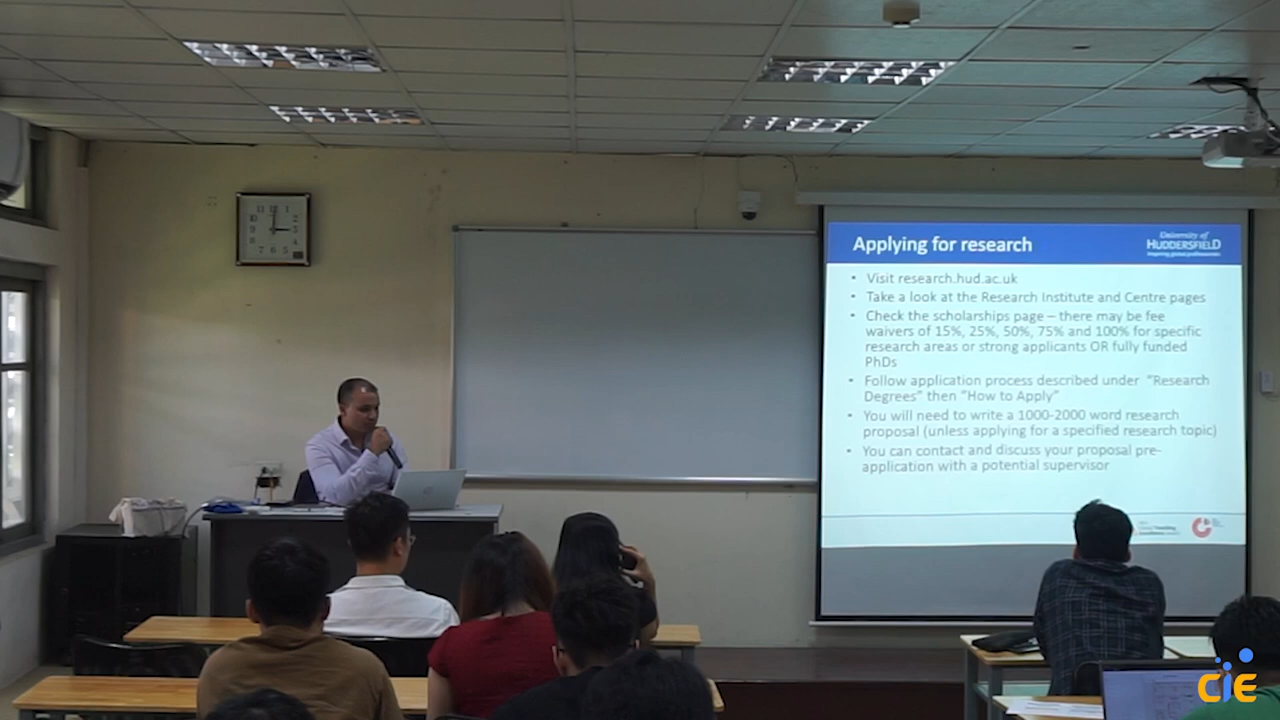 Applying for research
University of
HUDDERSFIELD
Inspiring global professionals
• Visit research.hud.ac.uk
• Take a look at the Research Institute and Centre pages
• Check the scholarships page – there may be fee
waivers of 15%, 25%, 50%, 75% and 100% for specific
research areas or strong applicants OR fully funded
PhDs
• Follow application process described under "Research
Degrees" then "How to Apply"
• You will need to write a 1000-2000 word research
proposal (unless applying for a specified research topic)
• You can contact and discuss your proposal pre-
application with a potential supervisor
CiE